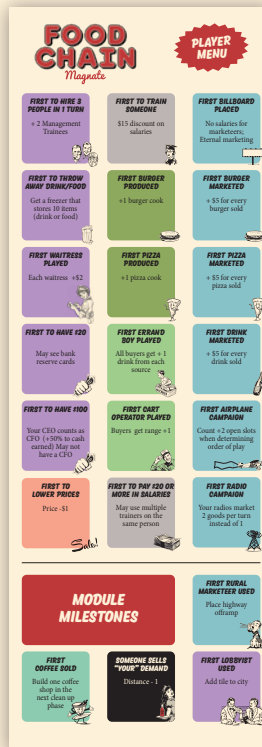 FOOD
CHAIN
Magnate
PLAYER
MENU
FIRST TO HIRE 3
PEOPLE IN 1 TURN
+ 2 Management
Trainees
FIRST TO TRAIN
SOMEONE
$15 discount on
salaries
FIRST BILLBOARD
PLACED
No salaries for
marketeers;
Eternal marketing
FIRST TO THROW
AWAY DRINK/FOOD
Get a freezer that
stores 10 items
(drink or food)
FIRST BURGER
PRODUCED
+1 burger cook
FIRST BURGER
MARKETED
+ $5 for every
burger sold
FIRST WAITRESS
PLAYED
Each waitress +$2
FIRST PIZZA
PRODUCED
+1 pizza cook
FIRST PIZZA
MARKETED
+ $5 for every
pizza sold
FIRST TO HAVE $20
May see bank
reserve cards
FIRST ERRAND
BOY PLAYED
All buyers get + 1
drink from each
source
FIRST DRINK
MARKETED
+ $5 for every
drink sold
FIRST TO HAVE $100
Your CEO counts as
CFO (+50% to cash
earned) May not
have a CFO
FIRST CART
OPERATOR PLAYED
Buyers get range +1
FIRST AIRPLANE
CAMPAIGN
Count +2 open slots
when determining
order of play
FIRST TO
LOWER PRICES
Price -$1
Sale!
FIRST TO PAY $20 OR
MORE IN SALARIES
May use multiple
trainers on the
same person
FIRST RADIO
CAMPAIGN
Your radios market
2 goods per turn
instead of 1
MODULE
MILESTONES
FIRST RURAL
MARKETEER USED
Place highway
offramp
FIRST
COFFEE SOLD
Build one coffee
shop in the
next clean up
phase
SOMEONE SELLS
"YOUR" DEMAND
Distance - 1
FIRST LOBBYIST
USED
Add tile to city